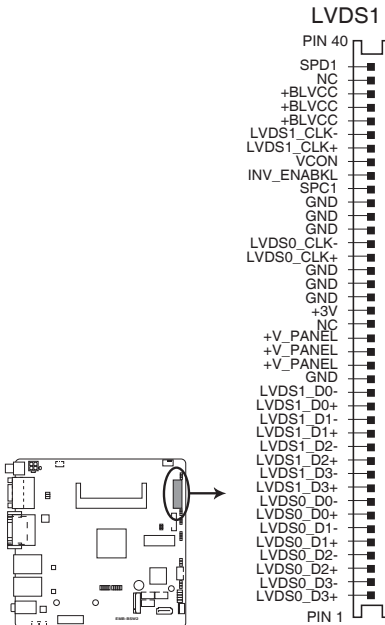 LVDS1
PIN 40
SPD1
NC
+BLVCC
+BLVCC
+BLVCC
LVDS1_CLK-
LVDS1_CLK+
VCON
INV_ENABKL
SPC1
GND
GND
GND
LVDS0_CLK-
LVDS0_CLK+
GND
GND
GND
+3V
NC
+V_PANEL
+V_PANEL
+V_PANEL
GND
LVDS1_D0-
LVDS1_D0+
LVDS1_D1-
LVDS1_D1+
LVDS1_D2-
LVDS1_D2+
LVDS1_D3-
LVDS1_D3+
LVDS0_D0-
LVDS0_D0+
LVDS0_D1-
LVDS0_D1+
LVDS0_D2-
LVDS0_D2+
LVDS0_D3-
LVDS0_D3+
PIN 1